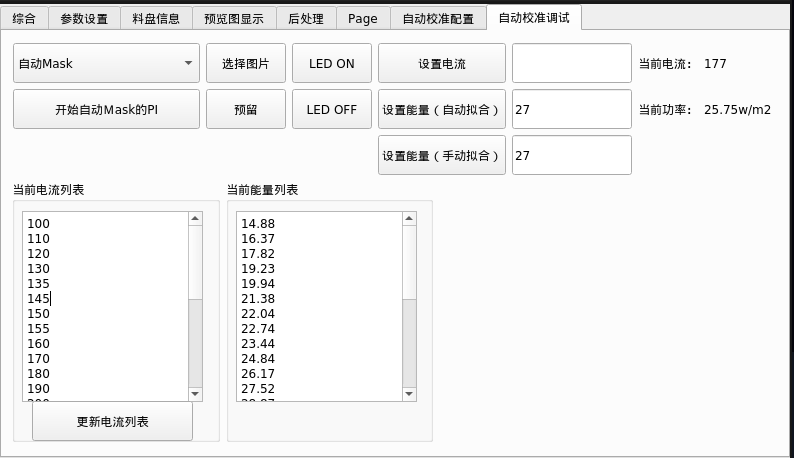 综合 参数设置 料盘信息 预览图显示 后处理 Page 自动校准配置 自动校准调试
自动Mask 选择图片 LED ON 设置电流 当前电流： 177
开始自动Mask的PI 预留 LED OFF 设置能量（自动拟合） 27 当前功率： 25.75w/m2
设置能量（手动拟合） 27
当前电流列表 当前能量列表
100 14.88
110 16.37
120 17.82
130 19.23
135 19.94
145 21.38
150 22.04
155 22.74
160 23.44
170 24.84
180 26.17
190 27.52
更新电流列表